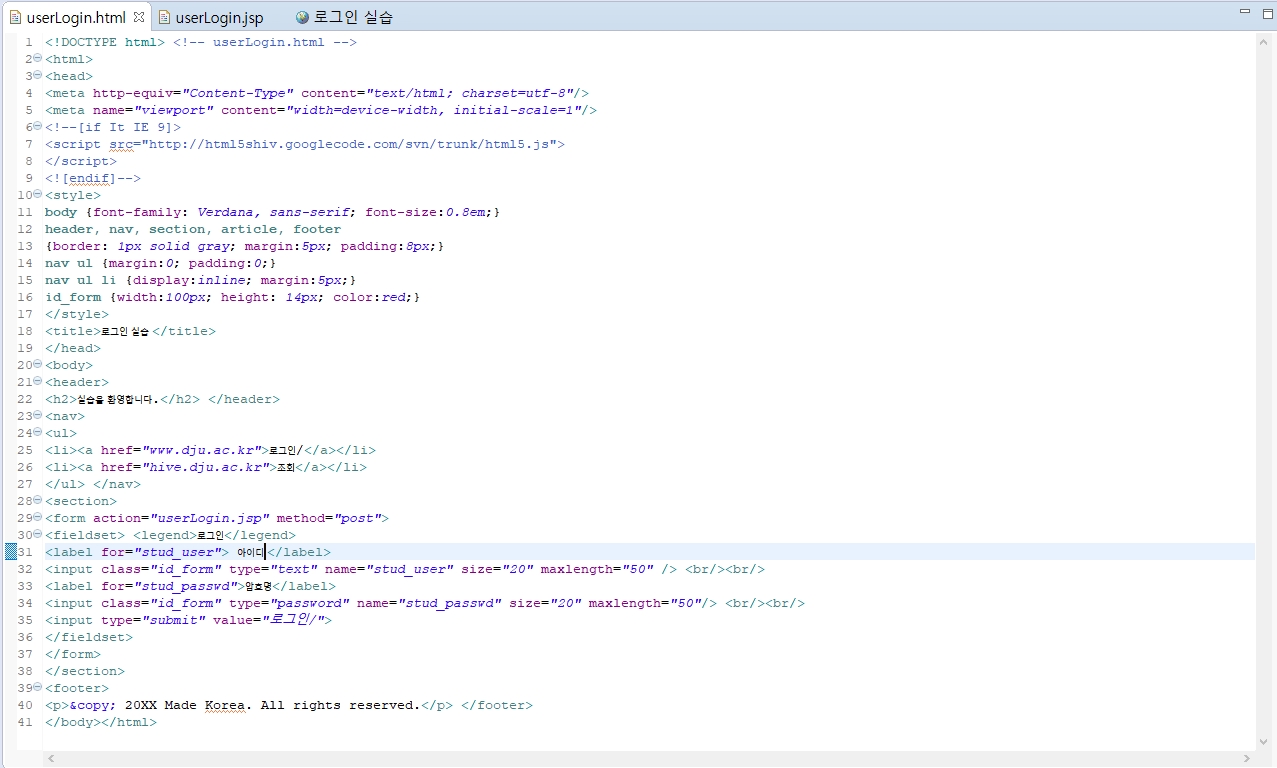 userLogin.html userLogin.jsp 로그인 실습
1 <!DOCTYPE html> <!-- userLogin.html -->
2 <html>
3 <head>
4 <meta http-equiv="Content-Type" content="text/html; charset=utf-8"/>
5 <meta name="viewport" content="width=device-width, initial-scale=1"/>
6 <!--[if It IE 9]>
7 <script src="http://html5shiv.googlecode.com/svn/trunk/html5.js">
8 </script>
9 <![endif]-->
10 <style>
11 body {font-family: Verdana, sans-serif; font-size:0.8em;}
12 header, nav, section, article, footer
13 {border: 1px solid gray; margin:5px; padding:8px;}
14 nav ul {margin:0; padding:0;}
15 nav ul li {display:inline; margin:5px;}
16 id_form {width:100px; height: 14px; color:red;}
17 </style>
18 <title>로그인 실습</title>
19 </head>
20 <body>
21 <header>
22 <h2>실습을 환영합니다.</h2> </header>
23 <nav>
24 <ul>
25 <li><a href="www.dju.ac.kr">로그인/</a></li>
26 <li><a href="hive.dju.ac.kr">조회</a></li>
27 </ul> </nav>
28 <section>
29 <form action="userLogin.jsp" method="post">
30 <fieldset> <legend>로그인</legend>
31 <label for="stud_user"> 아이디</label>
32 <input class="id_form" type="text" name="stud_user" size="20" maxlength="50" /> <br/><br/>
33 <label for="stud_passwd">암호명</label>
34 <input class="id_form" type="password" name="stud_passwd" size="20" maxlength="50"/> <br/><br/>
35 <input type="submit" value="로그인/">
36 </fieldset>
37 </form>
38 </section>
39 <footer>
40 <p>&copy; 20XX Made Korea. All rights reserved.</p> </footer>
41 </body></html>